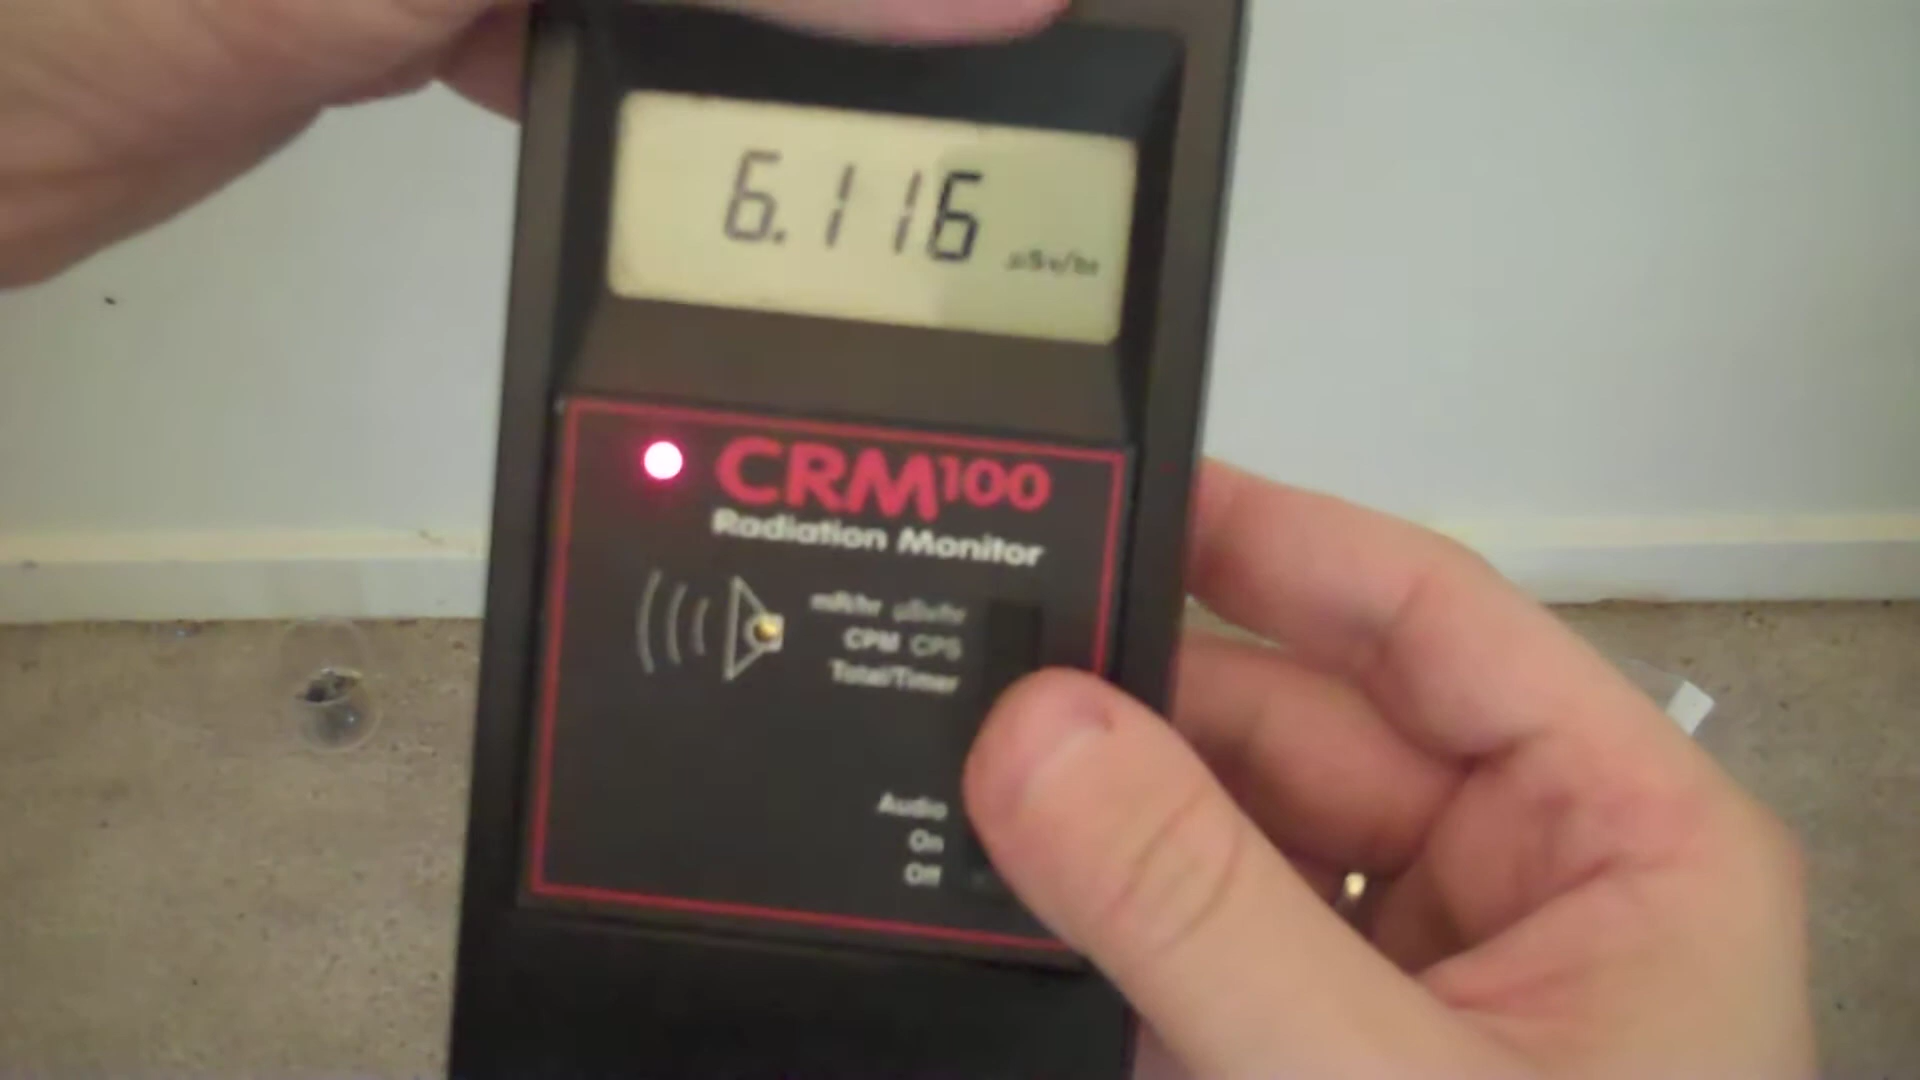 6.116 µSv/hr
CRM100
Radiation Monitor
mR/hr µSv/hr
CPM CPS
Total/Timer
Audio
On
Off